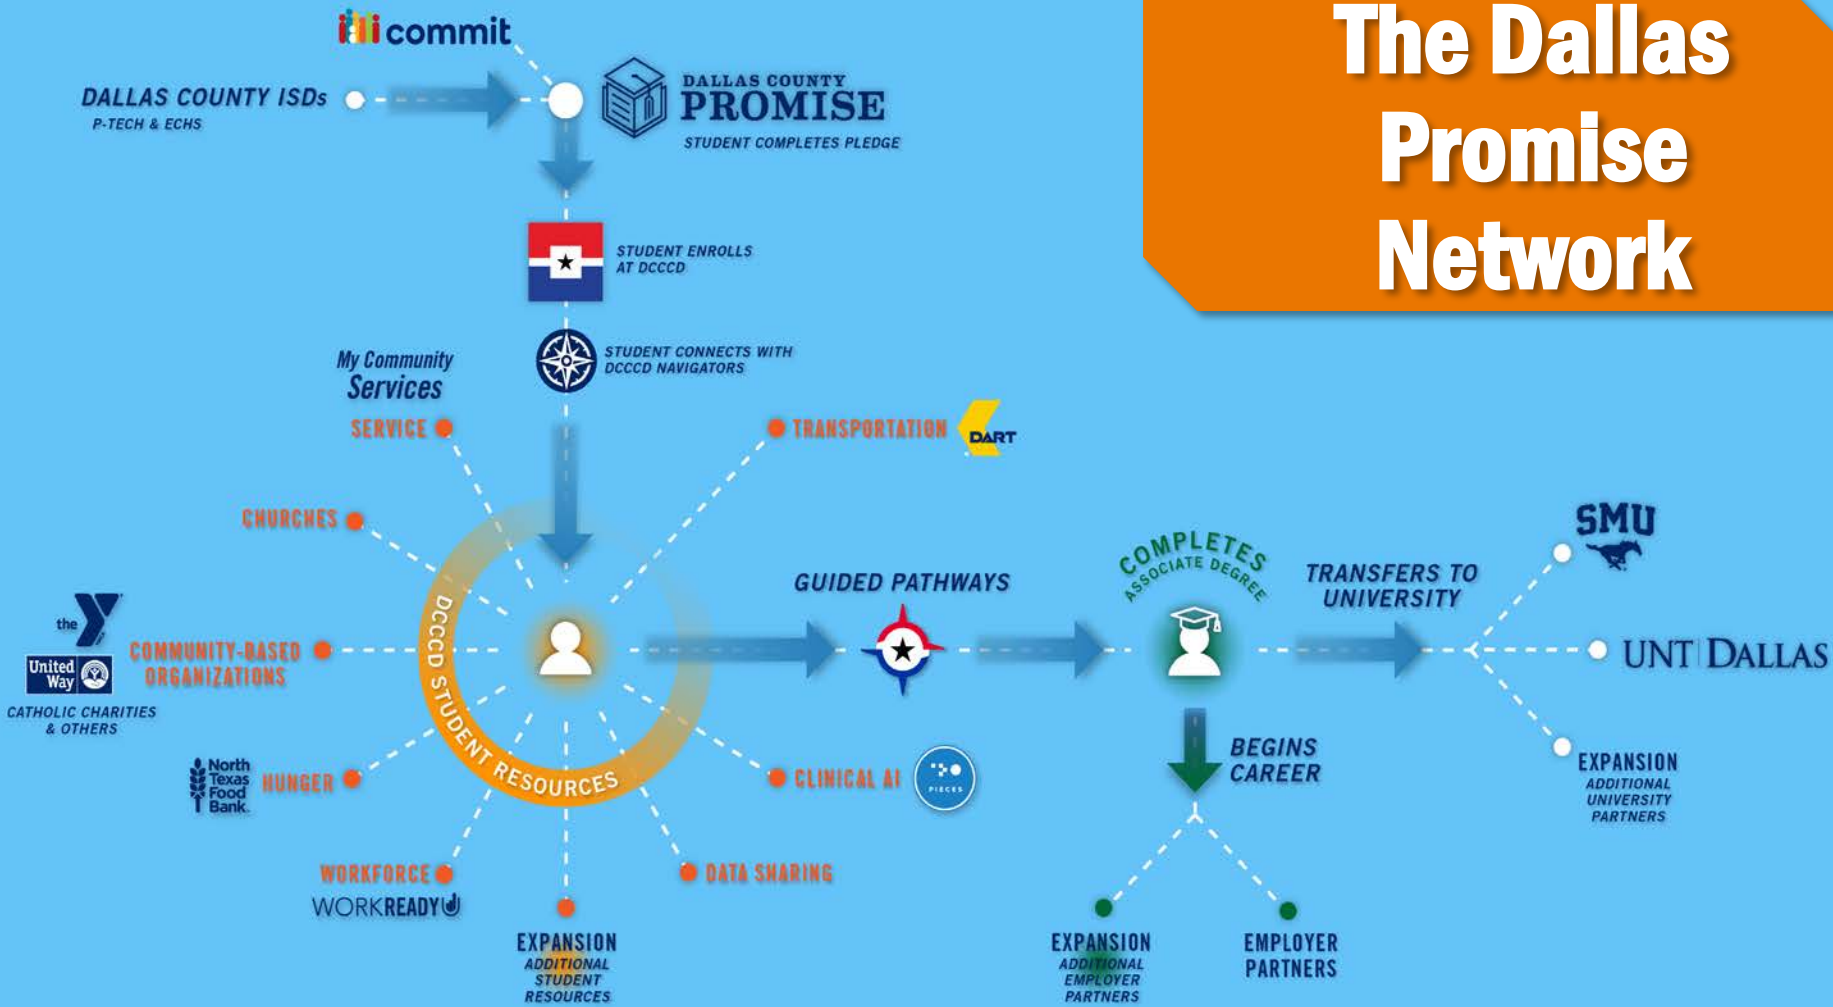 The Dallas
Promise
Network
commit
DALLAS COUNTY ISDs
P-TECH & ECHS
DALLAS COUNTY
PROMISE
STUDENT COMPLETES PLEDGE
STUDENT ENROLLS
AT DCCCD
STUDENT CONNECTS WITH
DCCCD NAVIGATORS
My Community
Services
SERVICE
TRANSPORTATION
DART
CHURCHES
the
United
Way
COMMUNITY-BASED
ORGANIZATIONS
CATHOLIC CHARITIES
& OTHERS
North
Texas
Food
Bank
HUNGER
WORKFORCE
WORKREADY
EXPANSION
ADDITIONAL
STUDENT
RESOURCES
DATA SHARING
CLINICAL AI
PIECES
DCCCD STUDENT RESOURCES
GUIDED PATHWAYS
COMPLETES
ASSOCIATE DEGREE
TRANSFERS TO
UNIVERSITY
SMU
UNT DALLAS
EXPANSION
ADDITIONAL
UNIVERSITY
PARTNERS
BEGINS
CAREER
EXPANSION
ADDITIONAL
EMPLOYER
PARTNERS
EMPLOYER
PARTNERS